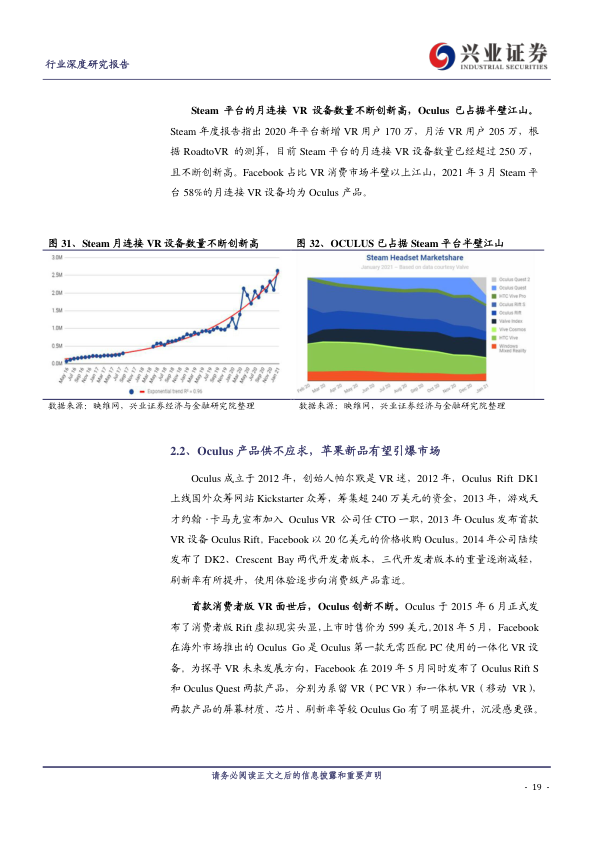 行业深度研究报告
兴业证券
INDUSTRIAL SECURITIES
Steam 平台的月连接 VR 设备数量不断创新高，Oculus 已占据半壁江山。
Steam 年度报告指出 2020 年平台新增 VR 用户 170 万，月活 VR 用户 205 万，根
据 RoadtoVR 的测算，目前 Steam 平台的月连接 VR 设备数量已经超过 250 万，
且不断创新高。Facebook 占比 VR 消费市场半壁以上江山，2021 年 3 月 Steam 平
台 58%的月连接 VR 设备均为 Oculus 产品。
图 31、Steam 月连接 VR 设备数量不断创新高
图 32、OCULUS 已占据 Steam 平台半壁江山
3.0M
2.5M
2.0M
1.5M
1.0M
0.5M
0.0M
Exponential trend R² = 0.96
Steam Headset Marketshare
January 2021 – Based on data courtesy Valve
Oculus Quest 2
Oculus Quest
HTC Vive Pro
Oculus Rift S
Oculus Rift
Valve Index
Vive Cosmos
HTC Vive
Windows
Mixed Reality
Feb 20 Mar 20 Apr 20 May 20 Jun 20 Jul 20 Aug 20 Sep 20 Oct 20 Nov 20 Dec 20 Jan 21
数据来源：映维网，兴业证券经济与金融研究院整理
数据来源：映维网，兴业证券经济与金融研究院整理
2.2、Oculus 产品供不应求，苹果新品有望引爆市场
Oculus 成立于 2012 年，创始人帕尔默是 VR 迷，2012 年，Oculus Rift DK1
上线国外众筹网站 Kickstarter 众筹，筹集超 240 万美元的资金，2013 年，游戏天
才约翰·卡马克宣布加入 Oculus VR 公司任 CTO 一职，2013 年 Oculus 发布首款
VR 设备 Oculus Rift。Facebook 以 20 亿美元的价格收购 Oculus。2014 年公司陆续
发布了 DK2、Crescent Bay 两代开发者版本，三代开发者版本的重量逐渐减轻，
刷新率有所提升，使用体验逐步向消费级产品靠近。
首款消费者版 VR 面世后，Oculus 创新不断。Oculus 于 2015 年 6 月正式发
布了消费者版 Rift 虚拟现实头显，上市时售价为 599 美元。2018 年 5 月，Facebook
在海外市场推出的 Oculus Go 是 Oculus 第一款无需匹配 PC 使用的一体化 VR 设
备。为探寻 VR 未来发展方向，Facebook 在 2019 年 5 月同时发布了 Oculus Rift S
和 Oculus Quest 两款产品，分别为系留 VR（PC VR）和一体机 VR（移动 VR），
两款产品的屏幕材质、芯片、刷新率等较 Oculus Go 有了明显提升，沉浸感更强。
请务必阅读正文之后的信息披露和重要声明
- 19 -